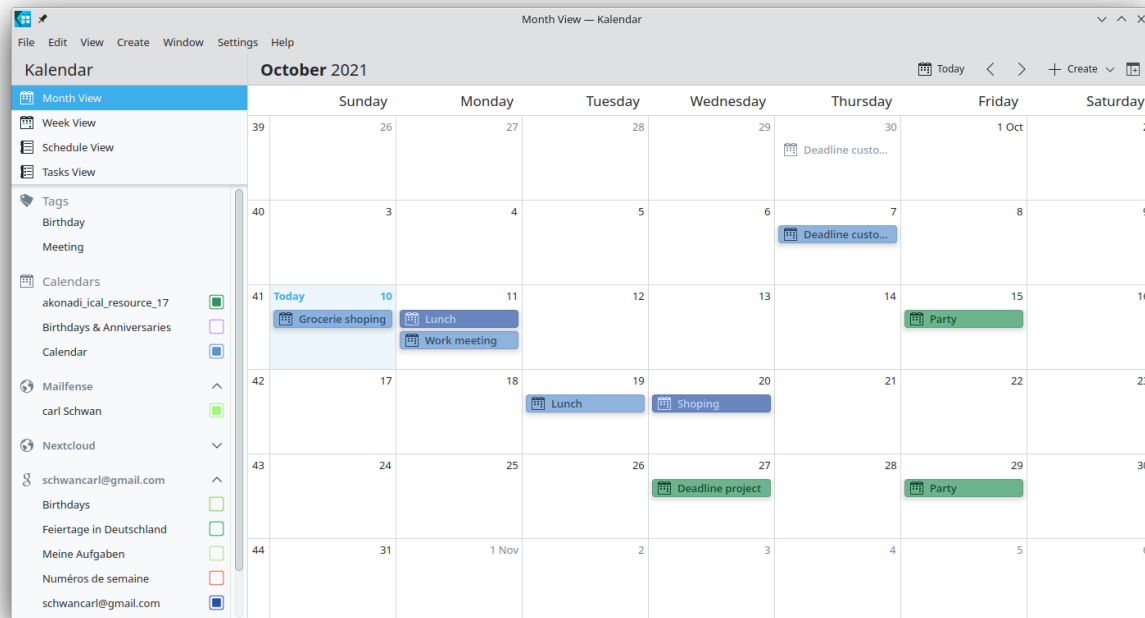 Month View — Kalendar
File Edit View Create Window Settings Help
Kalendar
October 2021
Today
Create
Month View
Week View
Schedule View
Tasks View
Tags
Birthday
Meeting
Calendars
akonadi_ical_resource_17
Birthdays & Anniversaries
Calendar
Mailfense
carl Schwan
Nextcloud
schwancarl@gmail.com
Birthdays
Feiertage in Deutschland
Meine Aufgaben
Numéros de semaine
schwancarl@gmail.com
Sunday Monday Tuesday Wednesday Thursday Friday Saturday
39 26 27 28 29 30 1 Oct
Deadline custo...
40 3 4 5 6 7 8
Deadline custo...
41 Today 10 11 12 13 14 15
Grocerie shoping Lunch Party
Work meeting
42 17 18 19 20 21 22
Lunch Shoping
43 24 25 26 27 28 29
Deadline project Party
44 31 1 Nov 2 3 4 5